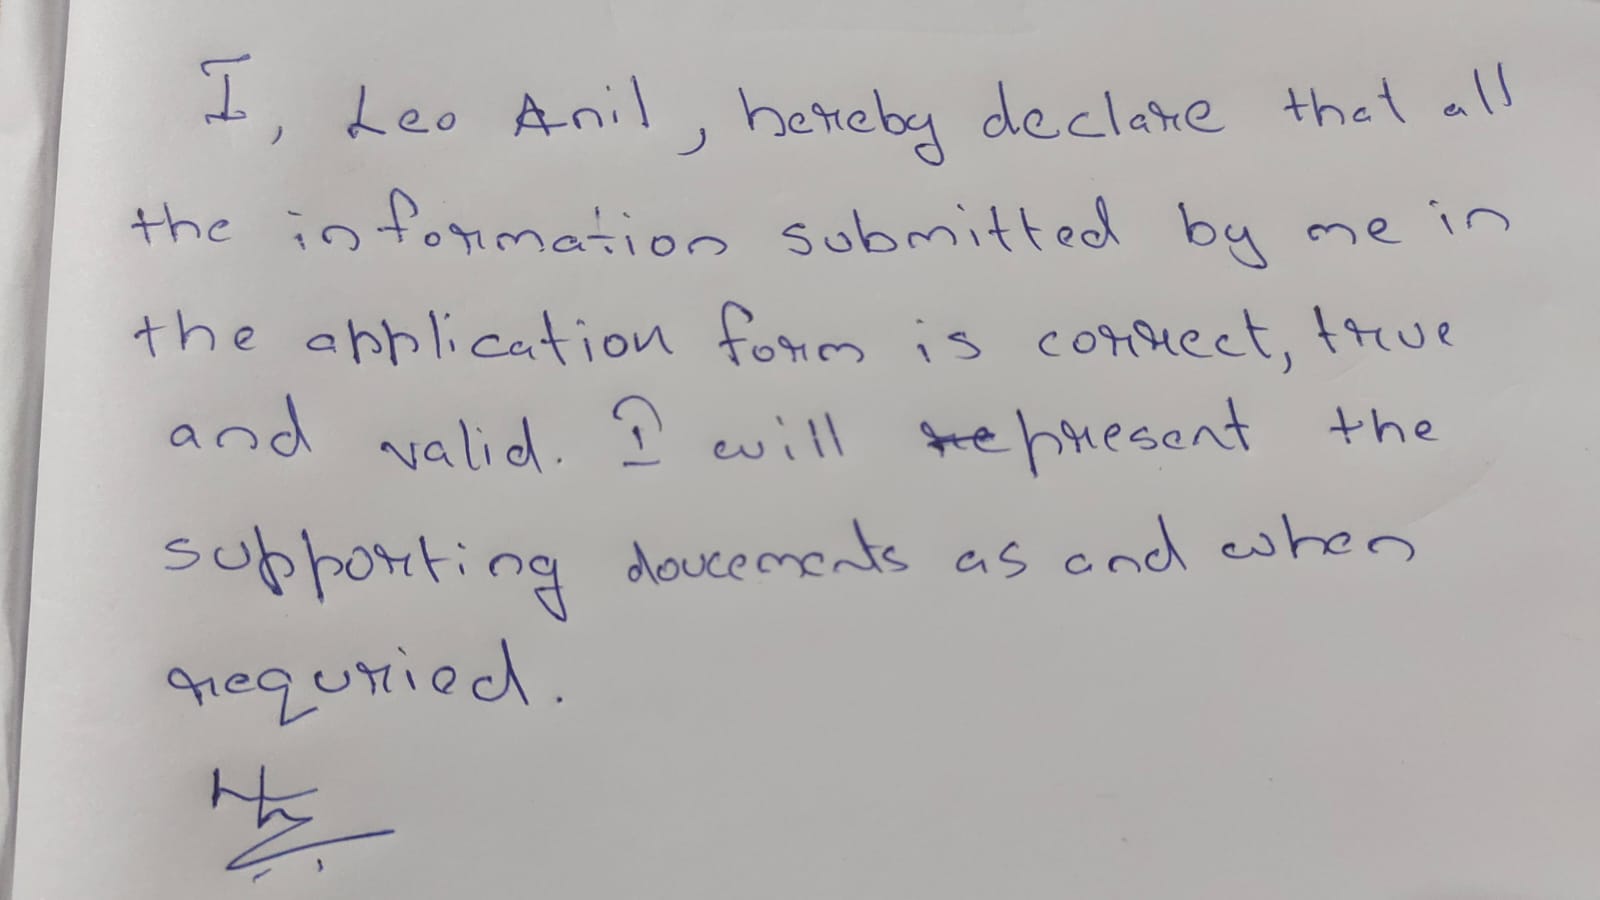 I, Leo Anil, hereby declare that all
the information submitted by me in
the application form is correct, true
and valid. I will present the
supporting doucements as and when
requried.